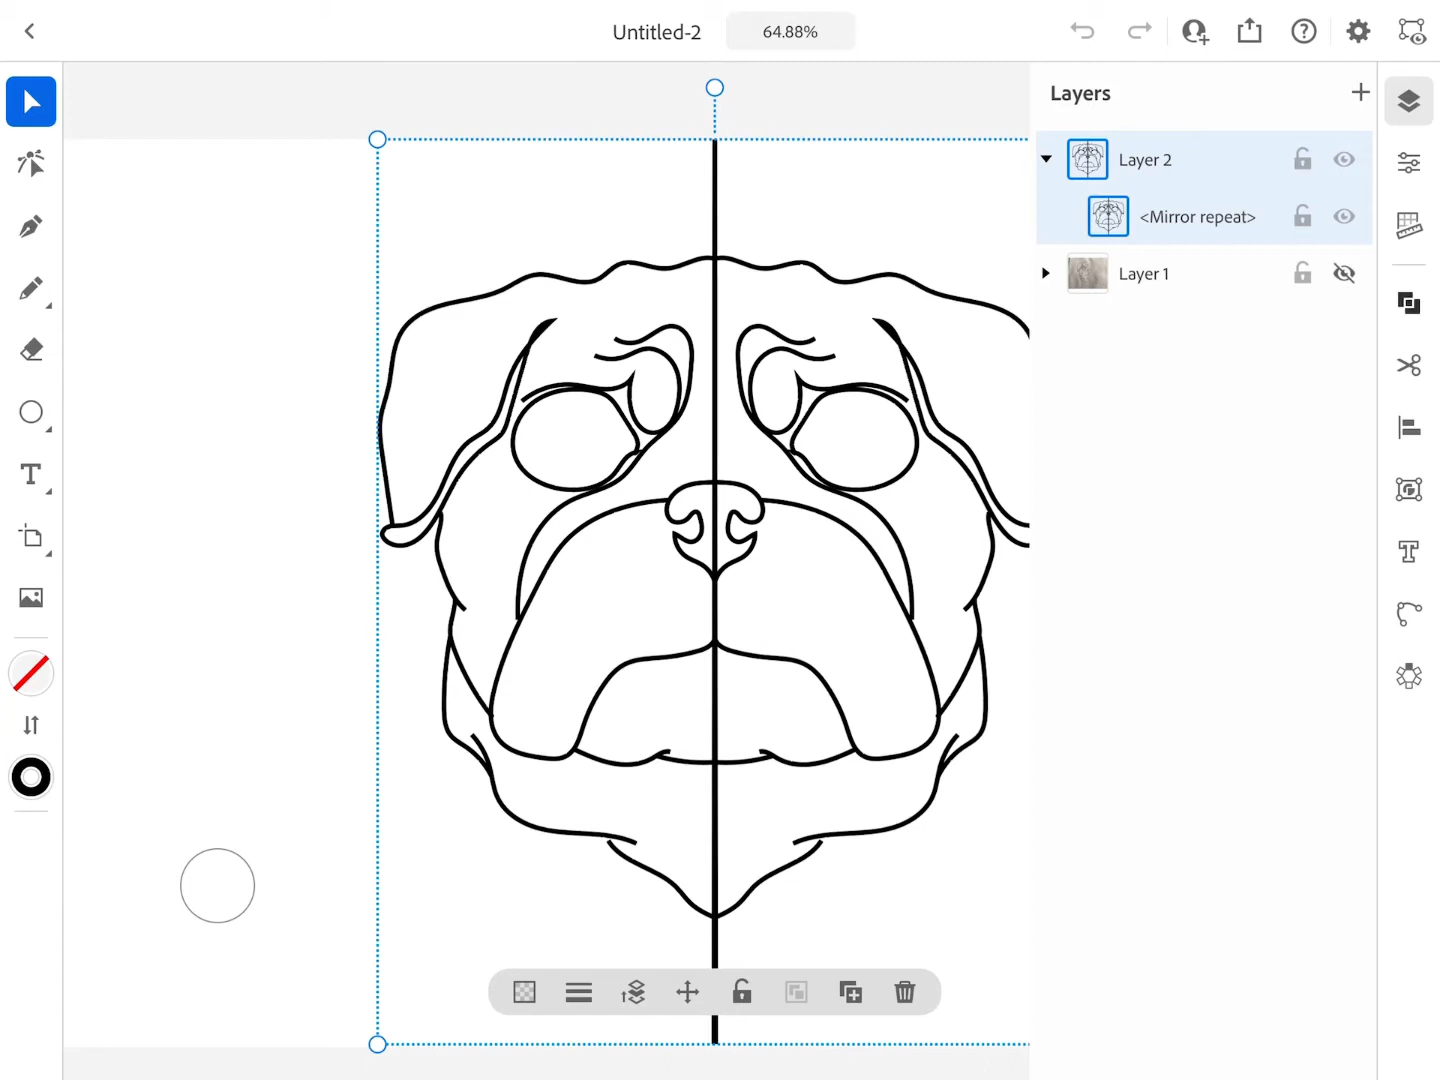 Untitled-2
64.88%
Layers
Layer 2
<Mirror repeat>
Layer 1